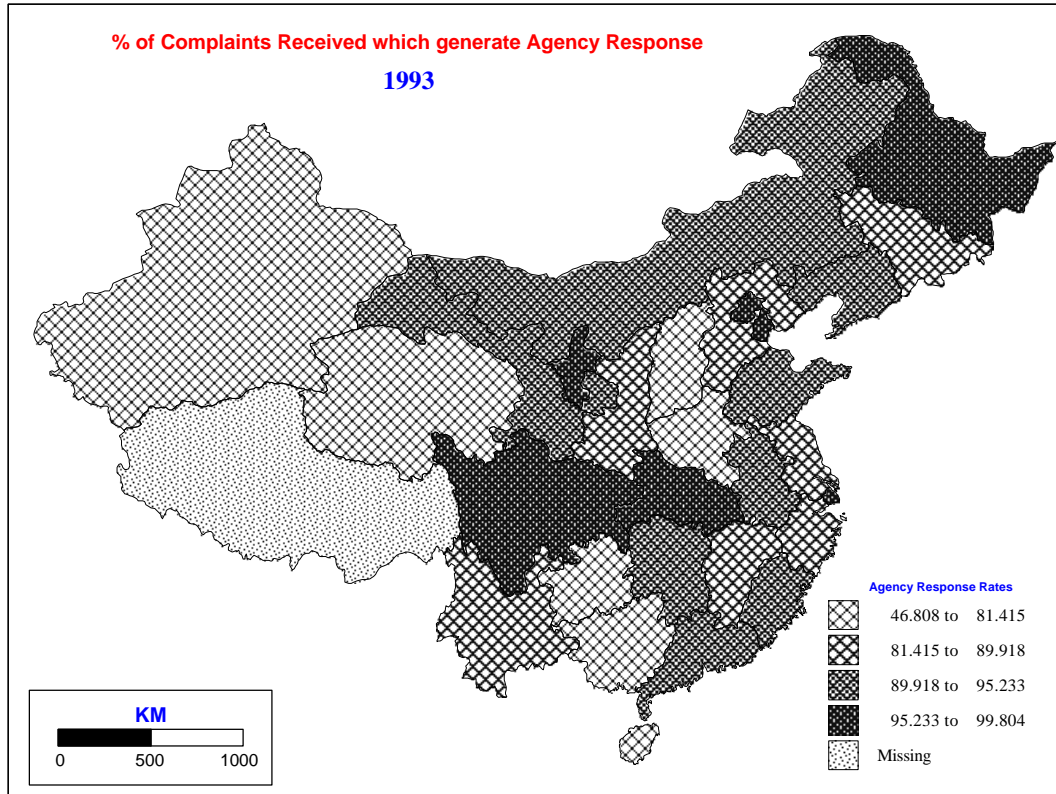 % of Complaints Received which generate Agency Response
1993
Agency Response Rates
46.808 to 81.415
81.415 to 89.918
89.918 to 95.233
95.233 to 99.804
Missing
KM
0 500 1000